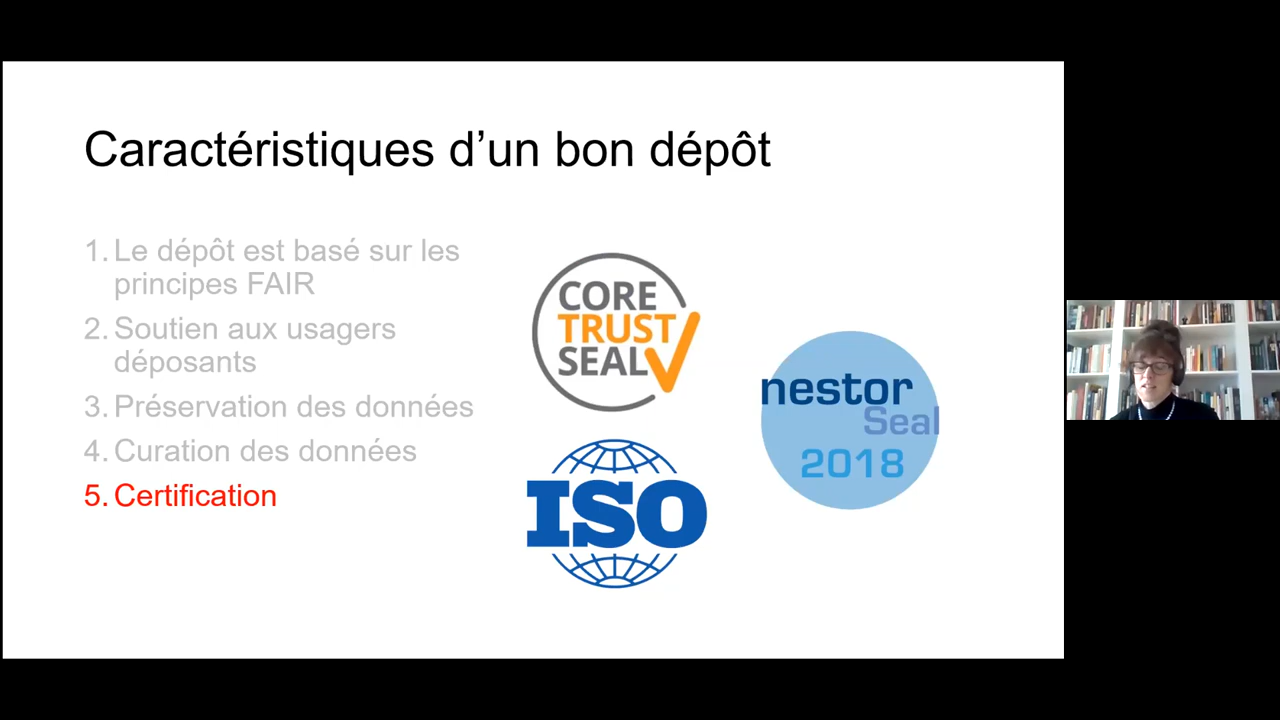 Caractéristiques d’un bon dépôt
1. Le dépôt est basé sur les
principes FAIR
2. Soutien aux usagers
déposants
3. Préservation des données
4. Curation des données
5. Certification
CORE
TRUST
SEAL
nestor
Seal
2018
ISO